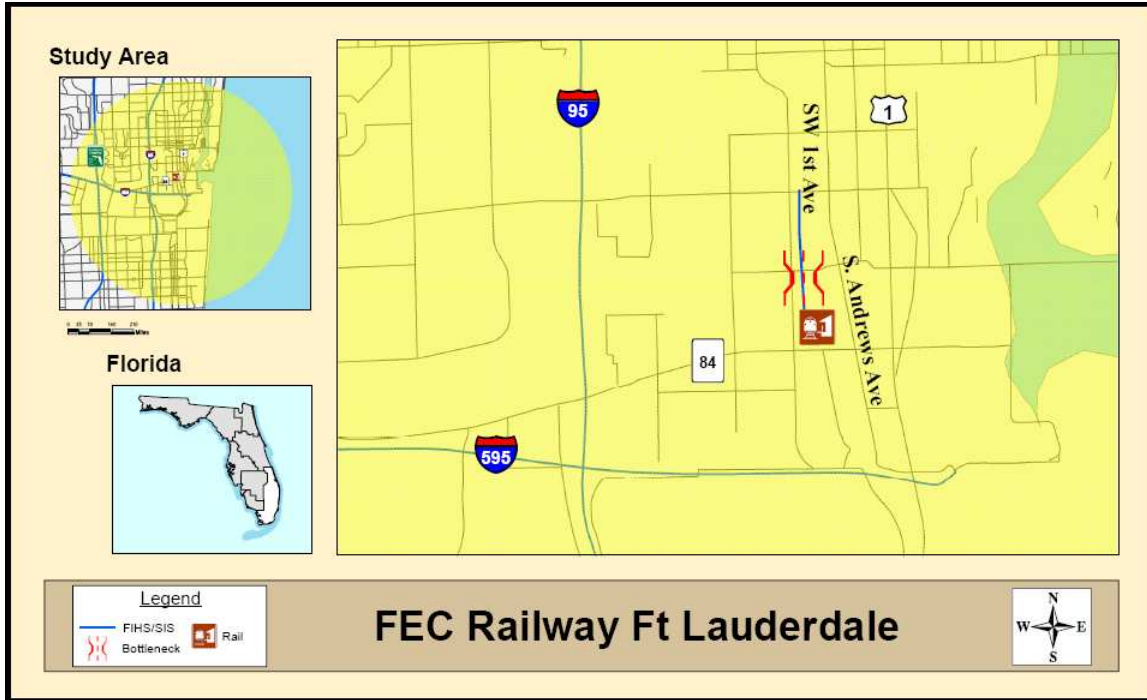 Study Area
Miles
Florida
95
1
SW 1st Ave
S. Andrews Ave
84
595
Legend
FIHS/SIS
Bottleneck
Rail
FEC Railway Ft Lauderdale
N
W
E
S